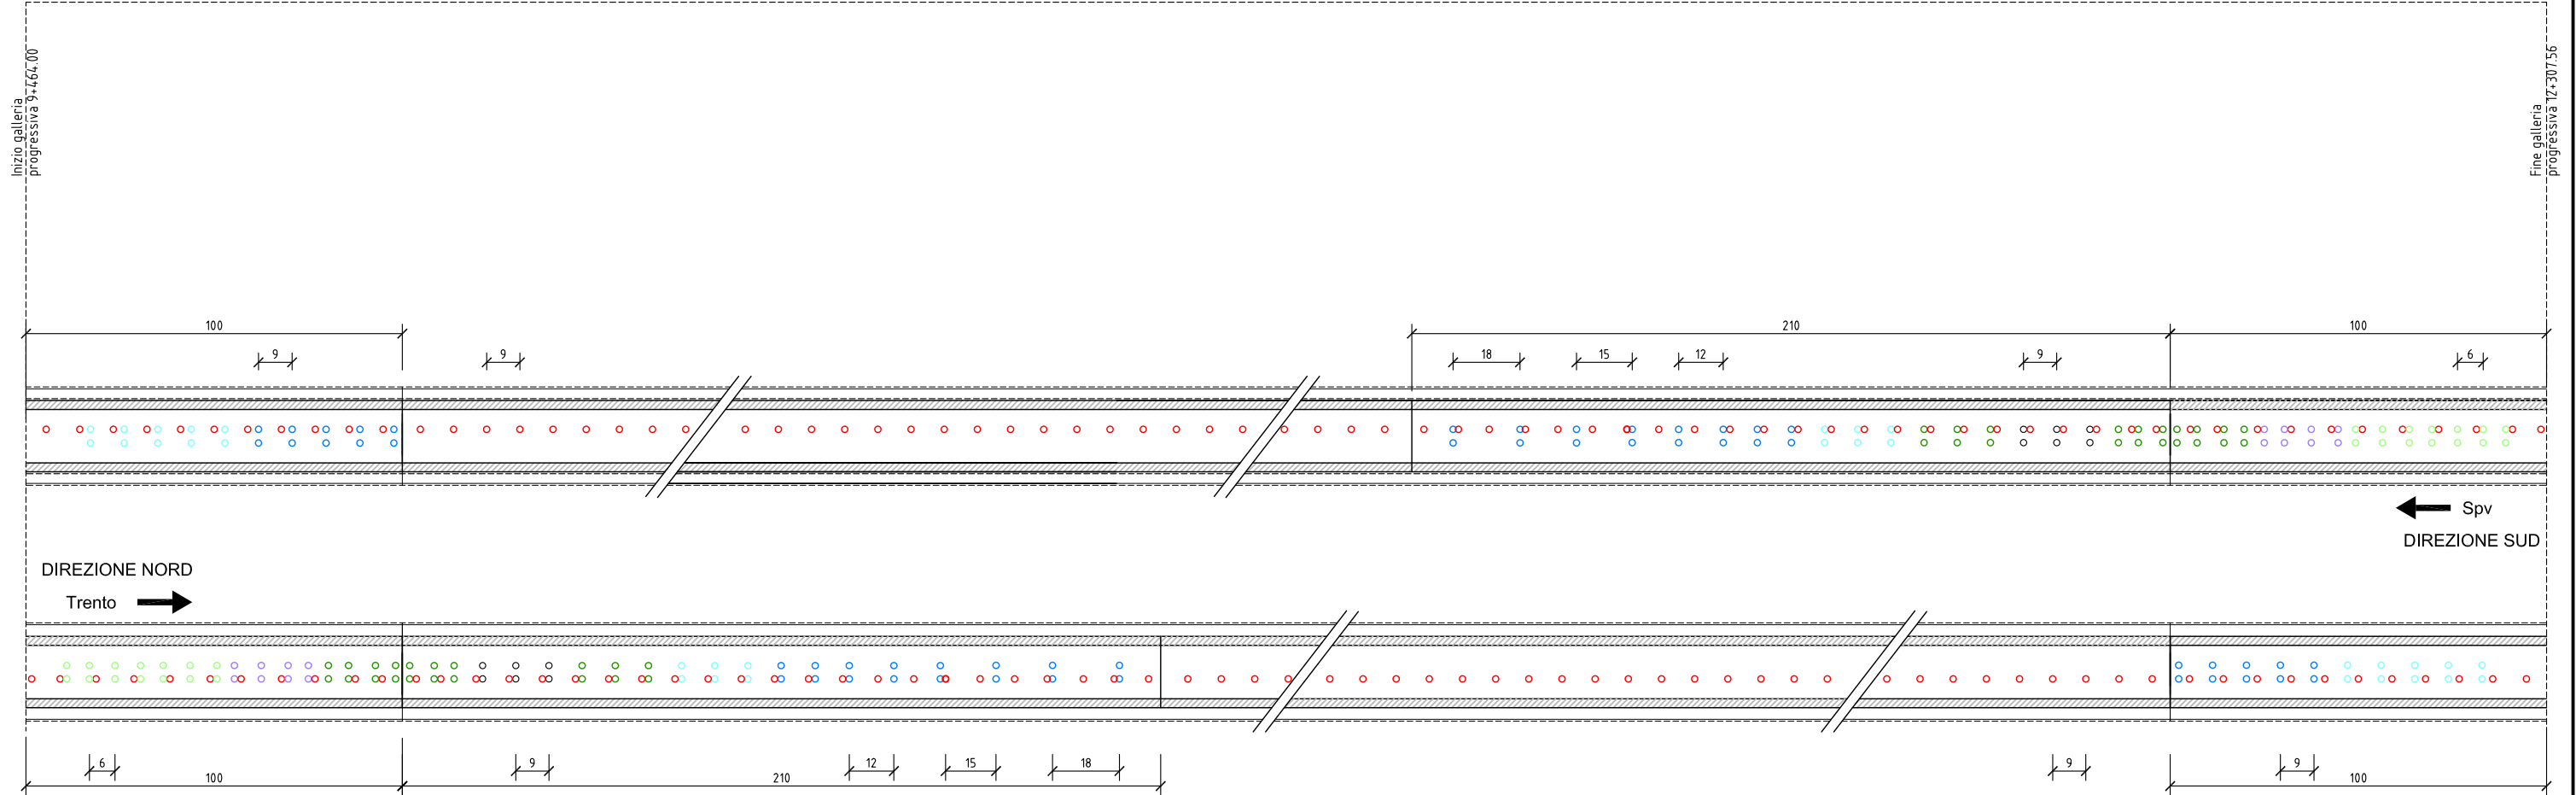 Inizio galleria
progressiva 9+464.00
Fine galleria
progressiva 12+307.56
100
210
100
9
9
18
15
12
9
6
Spv
DIREZIONE SUD
DIREZIONE NORD
Trento
6
9
12
15
18
9
9
100
210
100